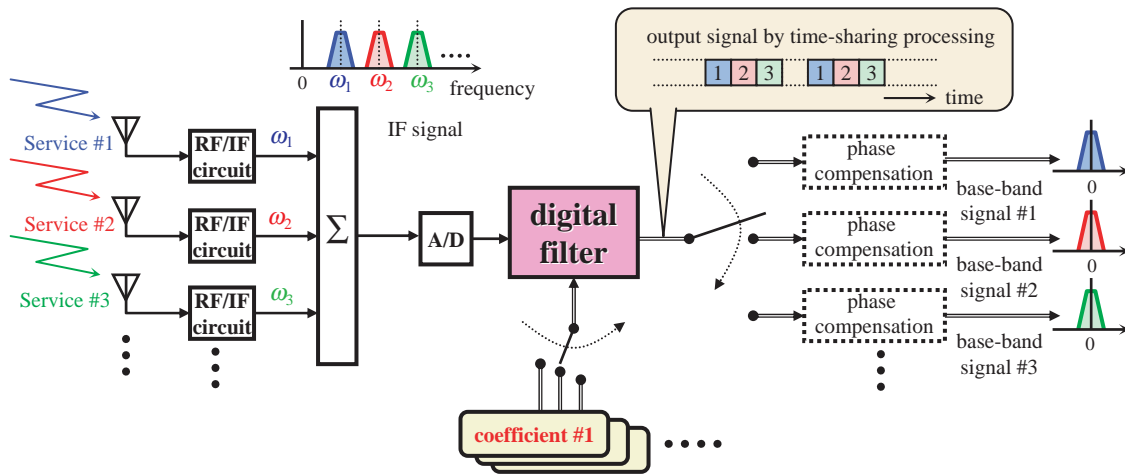 output signal by time-sharing processing
1 2 3 1 2 3
time
0 ω1 ω2 ω3 frequency
IF signal
Service #1
RF/IF
circuit
ω1
Service #2
RF/IF
circuit
ω2
Service #3
RF/IF
circuit
ω3
Σ
A/D
digital
filter
coefficient #1
phase
compensation
base-band
signal #1
0
phase
compensation
base-band
signal #2
0
phase
compensation
base-band
signal #3
0